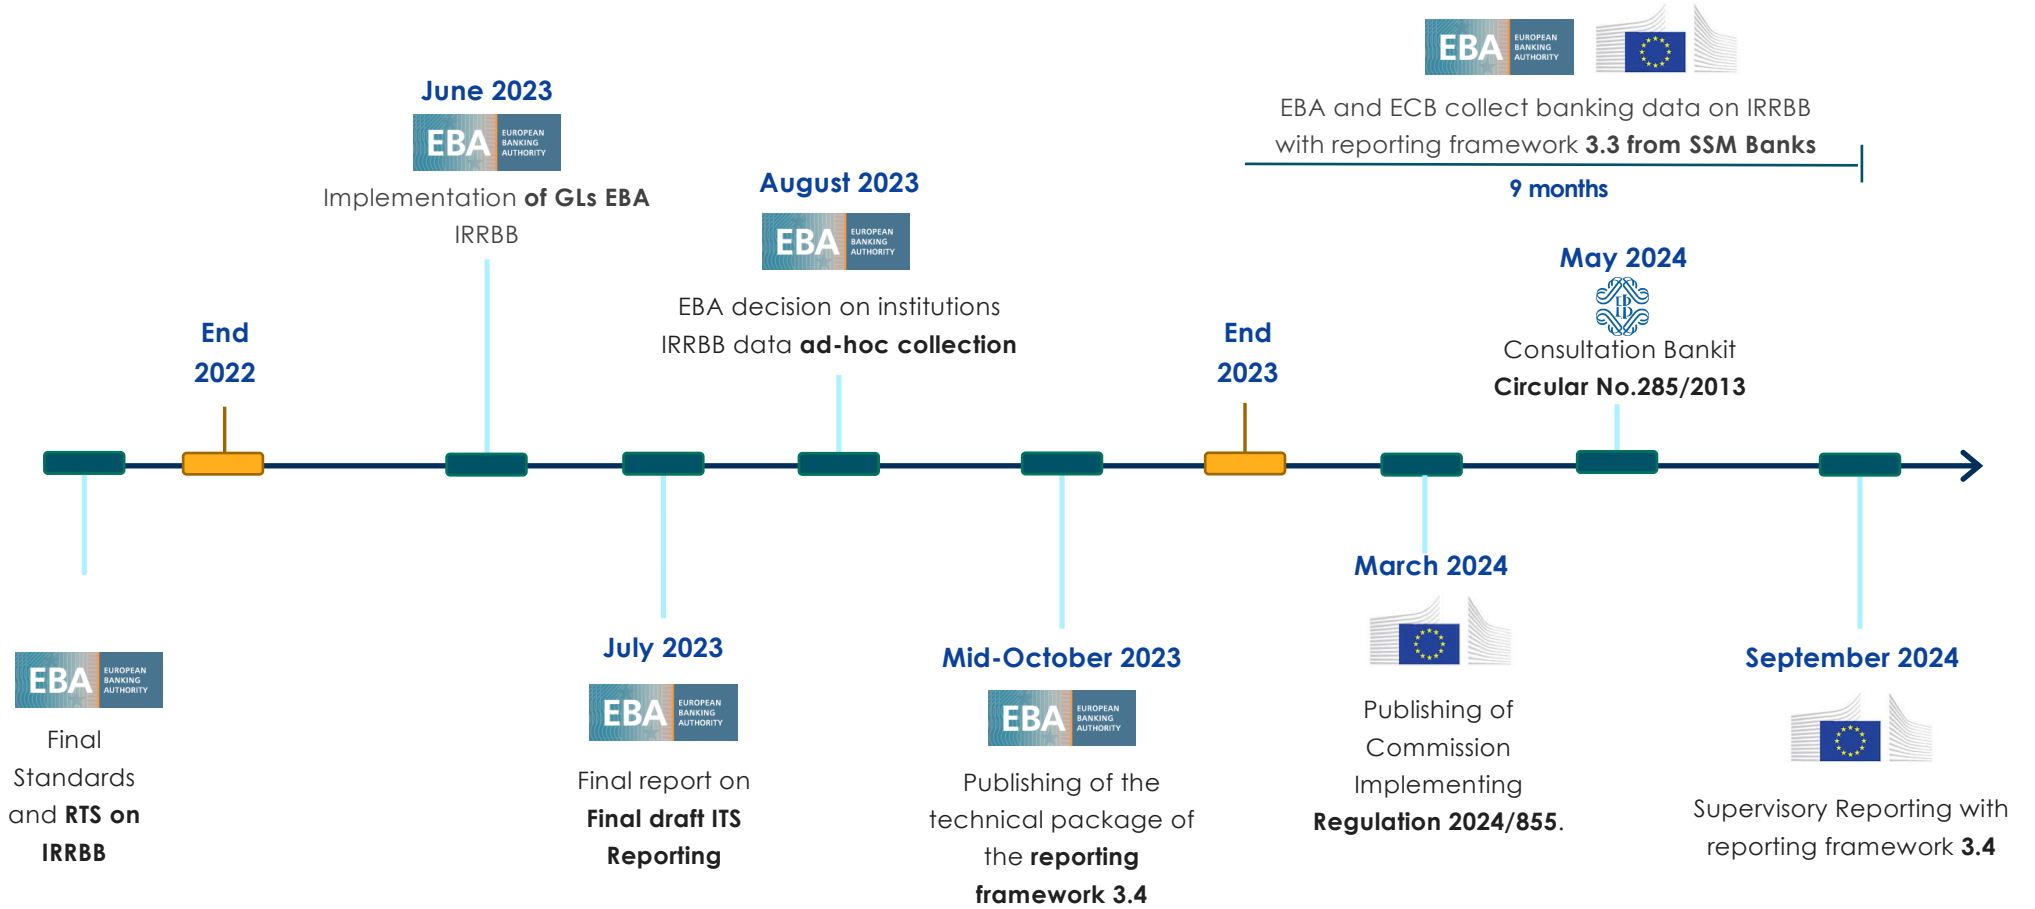 EBA EUROPEAN
BANKING
AUTHORITY
EBA and ECB collect banking data on IRRBB
with reporting framework 3.3 from SSM Banks
9 months
June 2023
EBA EUROPEAN
BANKING
AUTHORITY
Implementation of GLs EBA
IRRBB
August 2023
EBA EUROPEAN
BANKING
AUTHORITY
EBA decision on institutions
IRRBB data ad-hoc collection
May 2024
Consultation Bankit
Circular No.285/2013
End
2022
End
2023
EBA EUROPEAN
BANKING
AUTHORITY
Final
Standards
and RTS on
IRRBB
July 2023
EBA EUROPEAN
BANKING
AUTHORITY
Final report on
Final draft ITS
Reporting
Mid-October 2023
EBA EUROPEAN
BANKING
AUTHORITY
Publishing of the
technical package of
the reporting
framework 3.4
March 2024
Publishing of
Commission
Implementing
Regulation 2024/855.
September 2024
Supervisory Reporting with
reporting framework 3.4